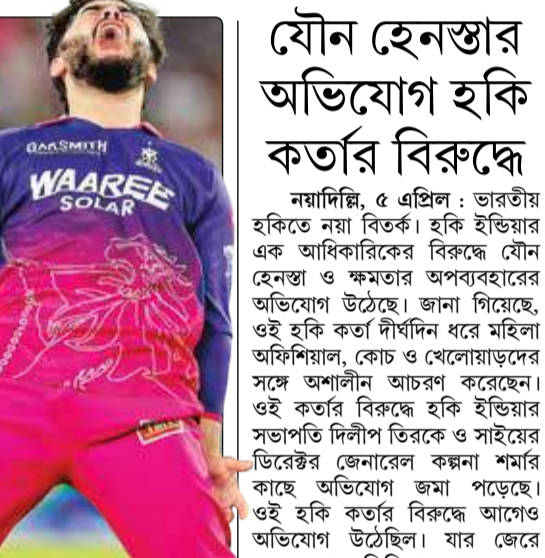 DAKSMITH
WAAREE
SOLAR
যৌন হেনস্তার
অভিযোগ হকি
কর্তার বিরুদ্ধে
নয়াদিল্লি, ৫ এপ্রিল : ভারতীয়
হকিতে নয়া বিতর্ক। হকি ইন্ডিয়ার
এক আধিকারিকের বিরুদ্ধে যৌন
হেনস্তা ও ক্ষমতার অপব্যবহারের
অভিযোগ উঠেছে। জানা গিয়েছে,
ওই হকি কর্তা দীর্ঘদিন ধরে মহিলা
অফিশিয়াল, কোচ ও খেলোয়াড়দের
সঙ্গে অশালীন আচরণ করেছেন।
ওই কর্তার বিরুদ্ধে হকি ইন্ডিয়ার
সভাপতি দিলীপ তিরকে ও সাইয়ের
ডিরেক্টর জেনারেল কল্পনা শর্মার
কাছে অভিযোগ জমা পড়েছে।
ওই হকি কর্তার বিরুদ্ধে আগেও
অভিযোগ উঠেছিল। যার জেরে